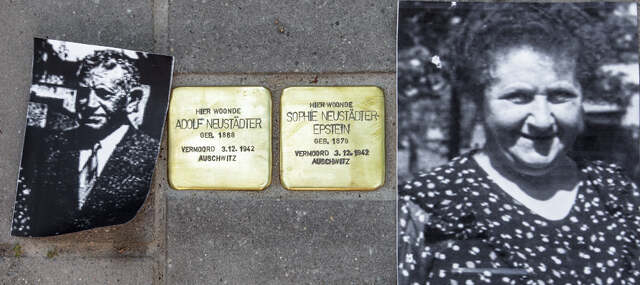 HIER WOONDE
ADOLF NEUSTÄDTER
GEB. 1868
VERMOORD 3.12.1942
AUSCHWITZ
HIER WOONDE
SOPHIE NEUSTÄDTER-
EPSTEIN
GEB. 1878
VERMOORD 3.12.1942
AUSCHWITZ